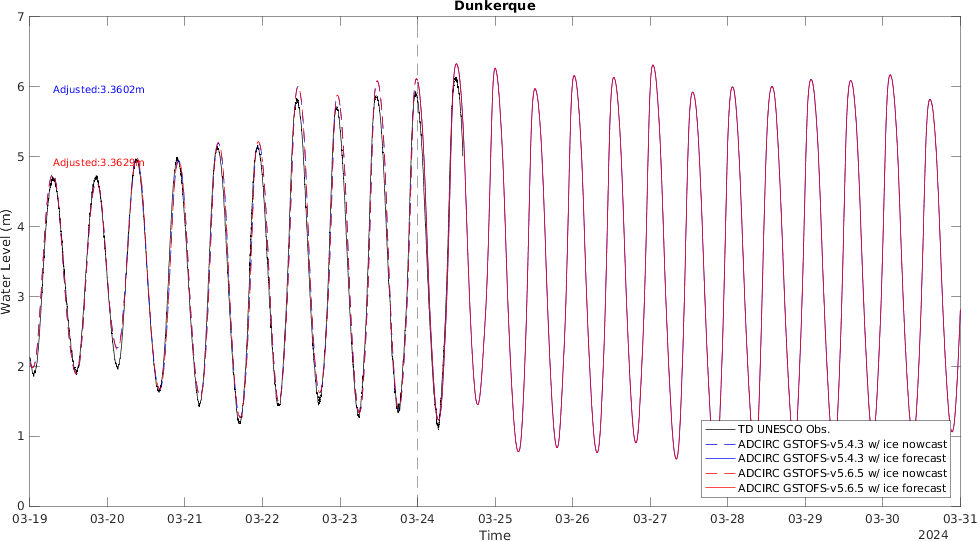 Dunkerque
7
6
5
4
3
2
1
0
Water Level (m)
Adjusted:3.3602m
Adjusted:3.3629m
TD UNESCO Obs.
ADCIRC GSTOFS-v5.4.3 w/ ice nowcast
ADCIRC GSTOFS-v5.4.3 w/ ice forecast
ADCIRC GSTOFS-v5.6.5 w/ ice nowcast
ADCIRC GSTOFS-v5.6.5 w/ ice forecast
03-19 03-20 03-21 03-22 03-23 03-24 03-25 03-26 03-27 03-28 03-29 03-30 03-31
Time
2024